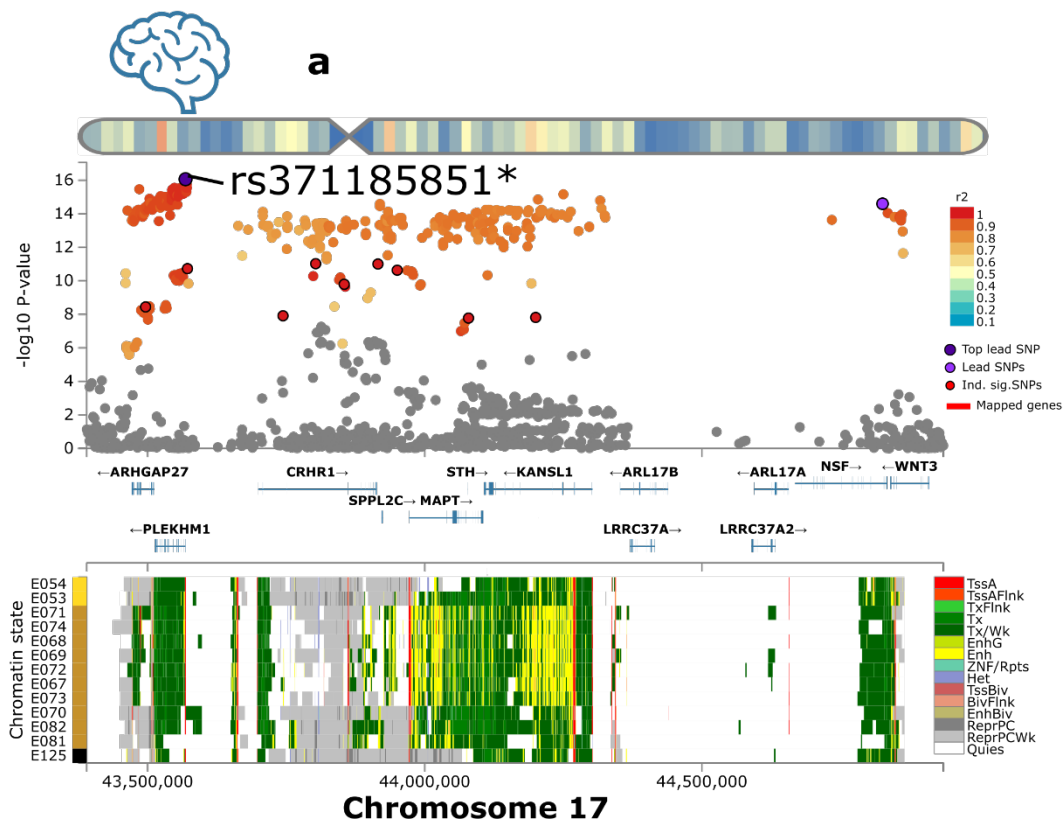 a
rs371185851*
-log10 P-value
16
14
12
10
8
6
4
2
0
r2
1
0.9
0.8
0.7
0.6
0.5
0.4
0.3
0.2
0.1
Top lead SNP
Lead SNPs
Ind. sig.SNPs
Mapped genes
←ARHGAP27
CRHR1→
STH→
←KANSL1
←ARL17B
←ARL17A
NSF→
←WNT3
SPPL2C→
MAPT→
←PLEKHM1
LRRC37A→
LRRC37A2→
Chromatin state
E054
E053
E071
E074
E068
E069
E072
E067
E073
E070
E082
E081
E125
TssA
TssAFlnk
TxFlnk
Tx
Tx/Wk
EnhG
Enh
ZNF/Rpts
Het
TssBiv
BivFlnk
EnhBiv
ReprPC
ReprPCWk
Quies
43,500,000
44,000,000
44,500,000
Chromosome 17